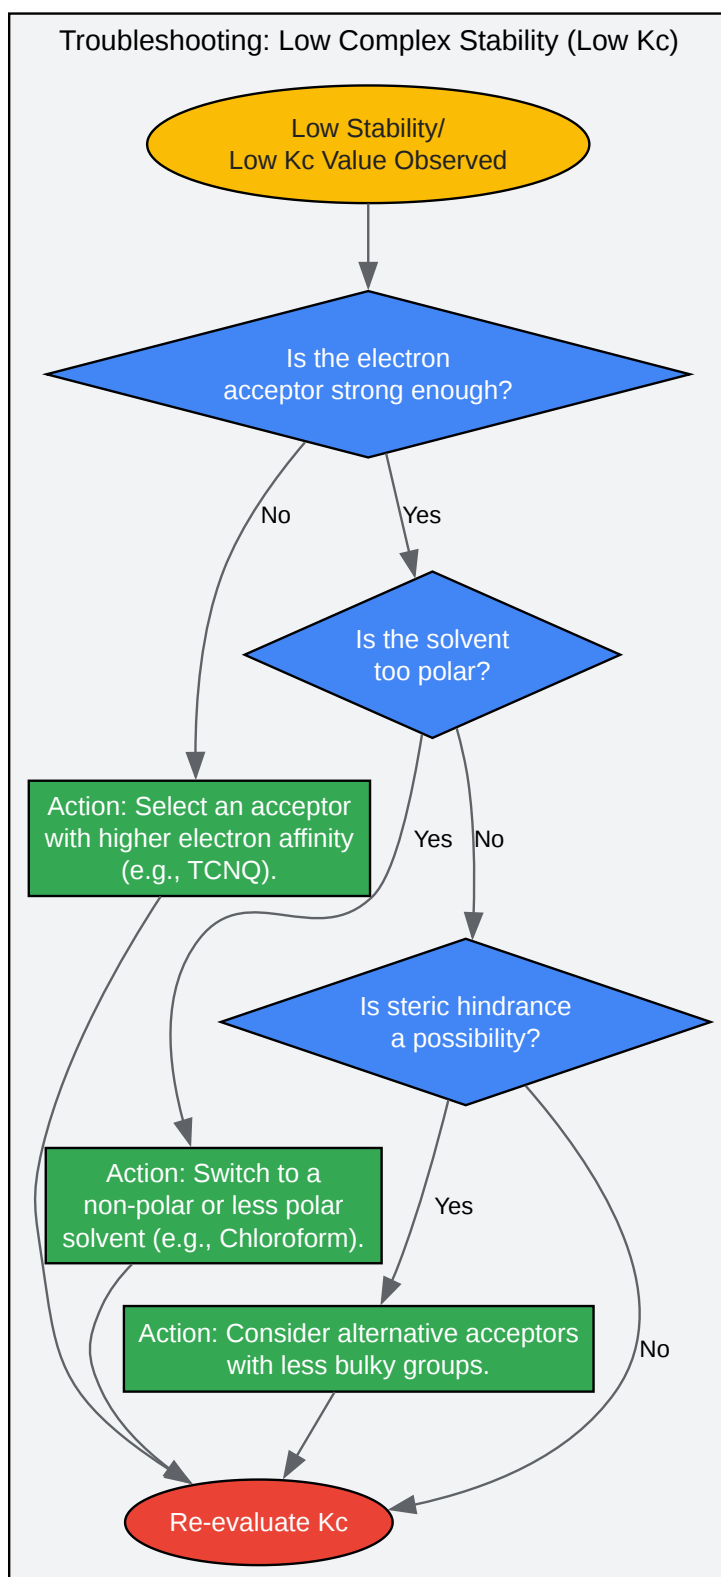 Troubleshooting: Low Complex Stability (Low Kc)
Low Stability/
Low Kc Value Observed
Is the electron
acceptor strong enough?
No
Yes
Is the solvent
too polar?
Action: Select an acceptor
with higher electron affinity
(e.g., TCNQ).
Yes
No
Is steric hindrance
a possibility?
Action: Switch to a
non-polar or less polar
solvent (e.g., Chloroform).
Yes
Action: Consider alternative acceptors
with less bulky groups.
No
Re-evaluate Kc